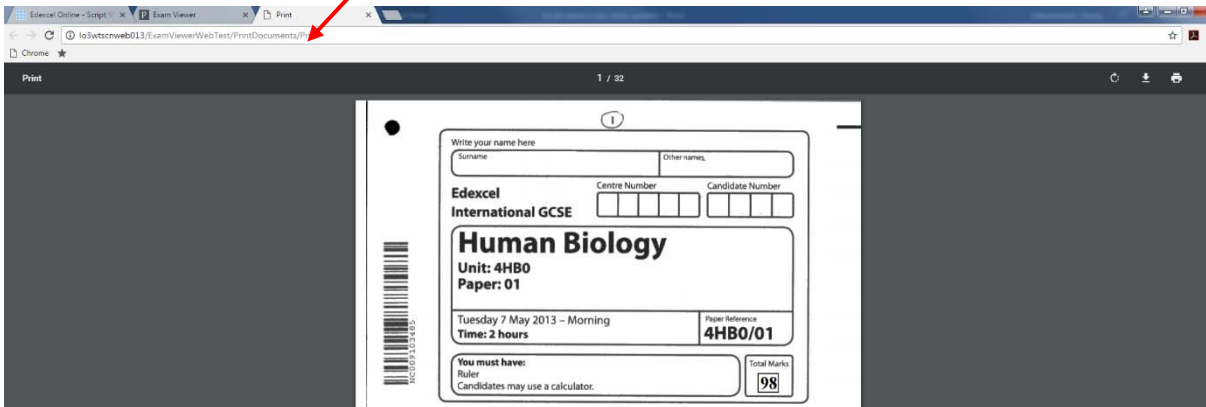 Edexcel Online - Script V
Exam Viewer
Print
lo3wtscnweb013/ExamViewerWebTest/PrintDocuments/Pr
Chrome
Print
1 / 32
1
Write your name here
Surname
Other names
Edexcel
International GCSE
Centre Number
Candidate Number
Human Biology
Unit: 4HB0
Paper: 01
Tuesday 7 May 2013 – Morning
Time: 2 hours
Paper Reference
4HB0/01
You must have:
Ruler
Candidates may use a calculator.
Total Marks
98